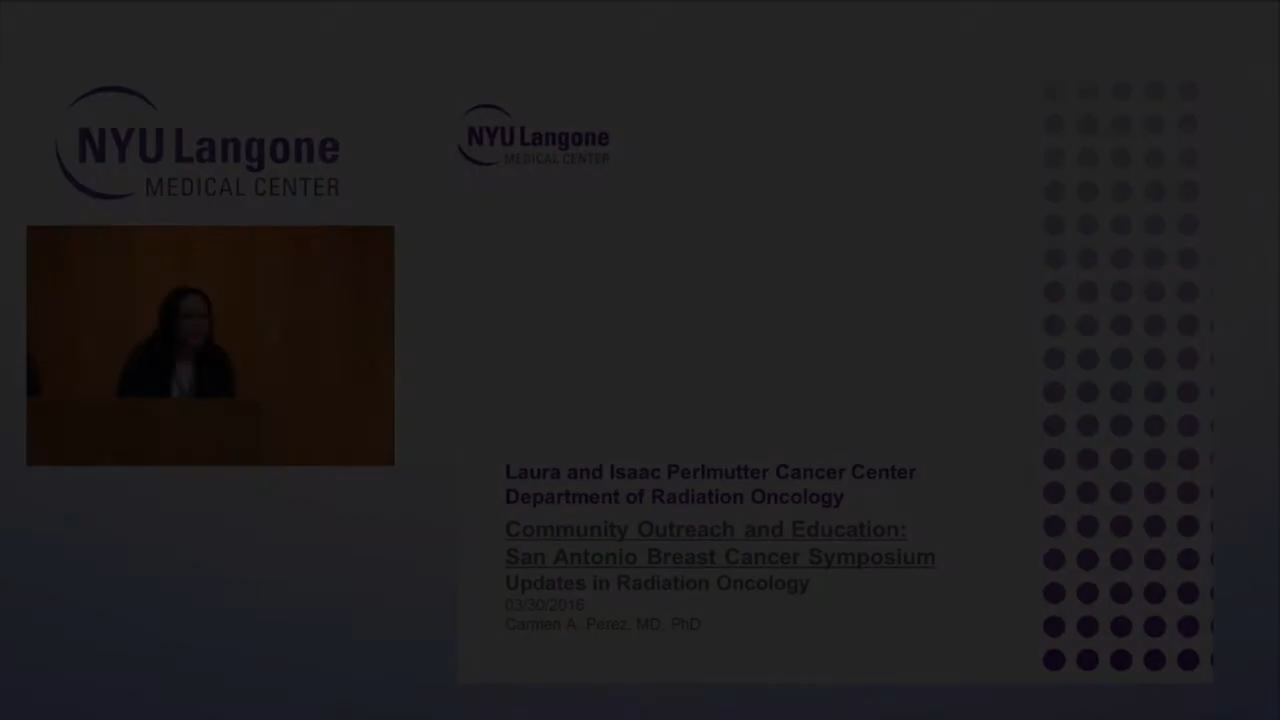 NYU Langone
MEDICAL CENTER
NYU Langone
MEDICAL CENTER
Laura and Isaac Perlmutter Cancer Center
Department of Radiation Oncology
Community Outreach and Education:
San Antonio Breast Cancer Symposium
Updates in Radiation Oncology
03/30/2016
Carmen A. Perez, MD, PhD